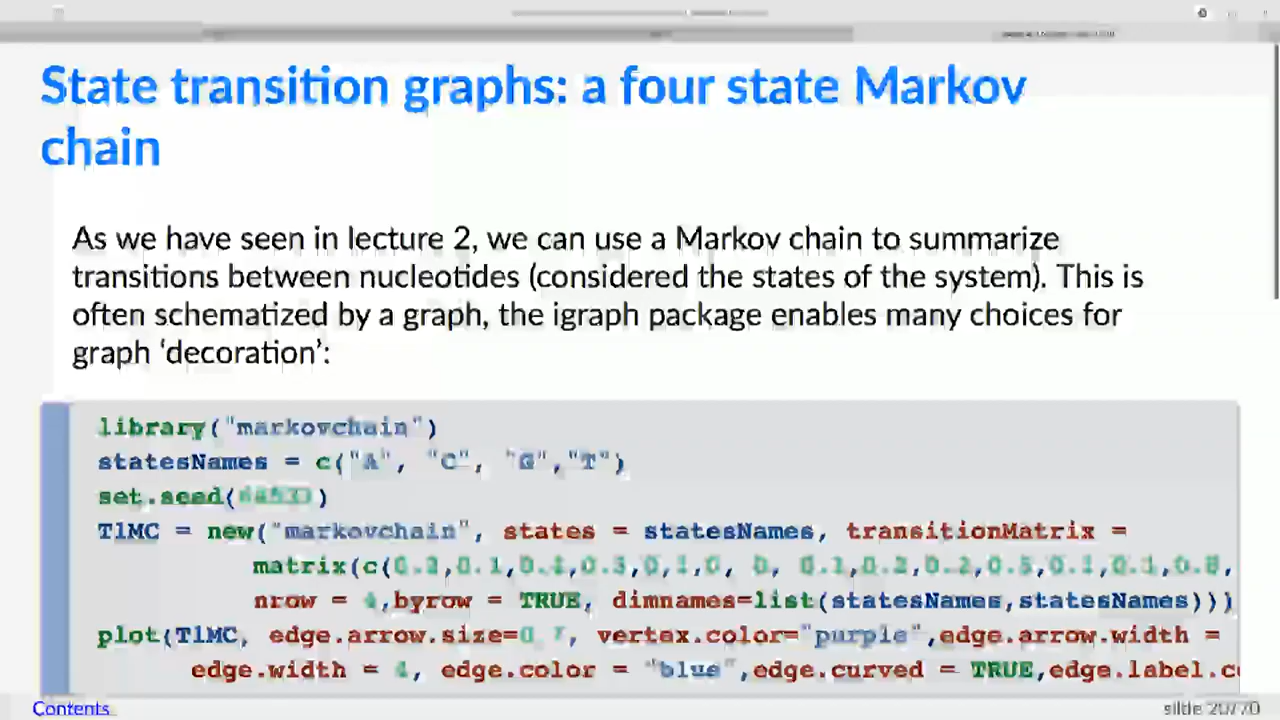 State transition graphs: a four state Markov
chain
As we have seen in lecture 2, we can use a Markov chain to summarize
transitions between nucleotides (considered the states of the system). This is
often schematized by a graph, the igraph package enables many choices for
graph ‘decoration’:
library("markovchain")
statesNames = c("A", "C", "G","T")
set.seed( )
T1MC = new("markovchain", states = statesNames, transitionMatrix =
matrix(c(
nrow = 4,byrow = TRUE, dimnames=list(statesNames,statesNames)))
plot(T1MC, edge.arrow.size= vertex.color="purple",edge.arrow.width =
edge.width = 4, edge.color = "blue",edge.curved = TRUE,edge.label.c
Contents